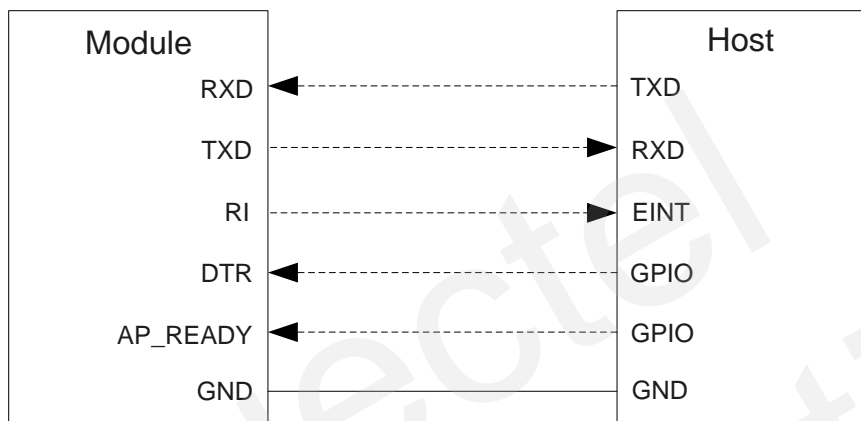 Module Host
RXD TXD
TXD RXD
RI EINT
DTR GPIO
AP_READY GPIO
GND GND